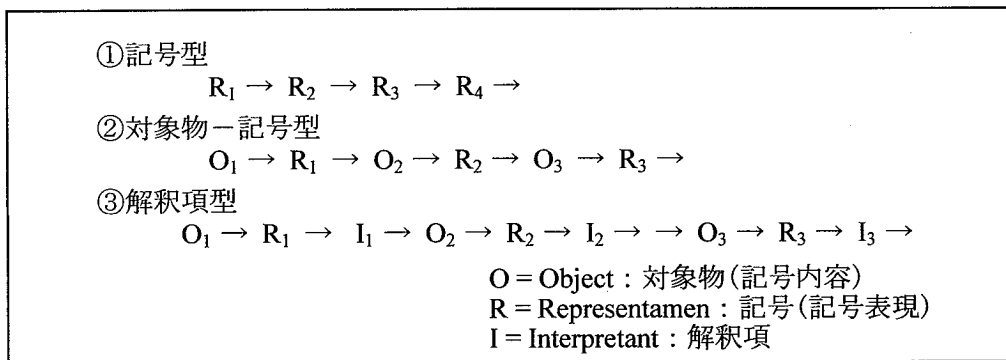 ①記号型
R₁ → R₂ → R₃ → R₄ →
②対象物－記号型
O₁ → R₁ → O₂ → R₂ → O₃ → R₃ →
③解釈項型
O₁ → R₁ → I₁ → O₂ → R₂ → I₂ → → O₃ → R₃ → I₃ →
O = Object : 対象物(記号内容)
R = Representamen : 記号(記号表現)
I = Interpretant : 解釈項